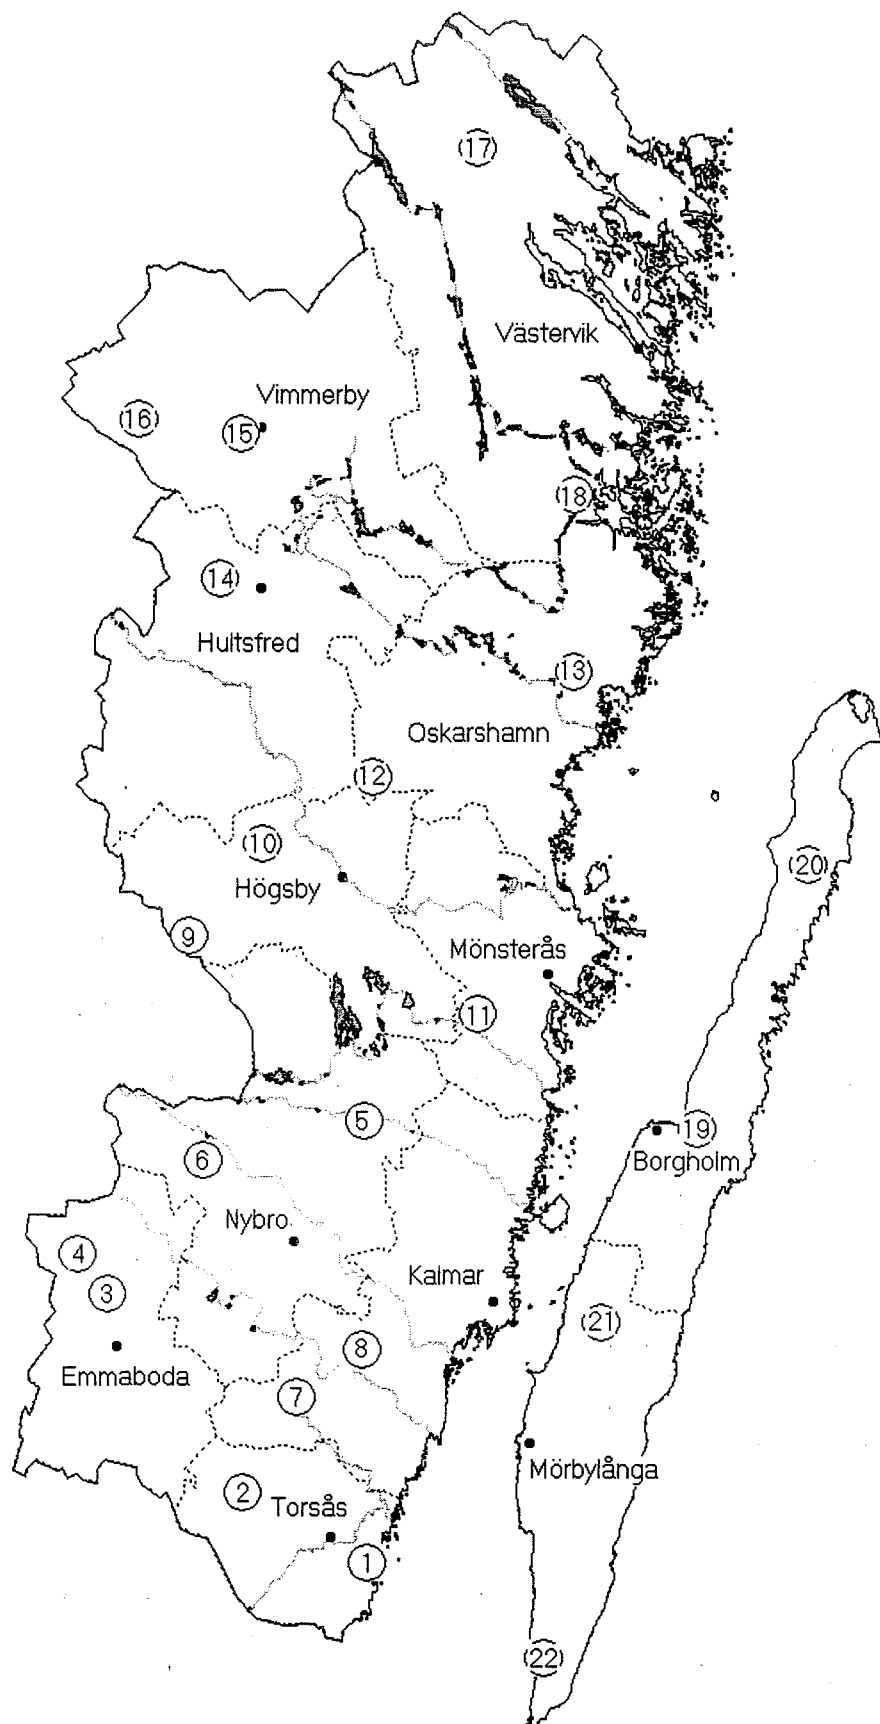 17
Västervik
Vimmerby
16
15
18
14
Hultsfred
13
Oskarshamn
12
10
20
Högsby
9
Mönsterås
11
5
19
6
Borgholm
Nybro
4
Kalmar
3
21
8
Emmaboda
7
Mörbylånga
2
Torsås
1
22